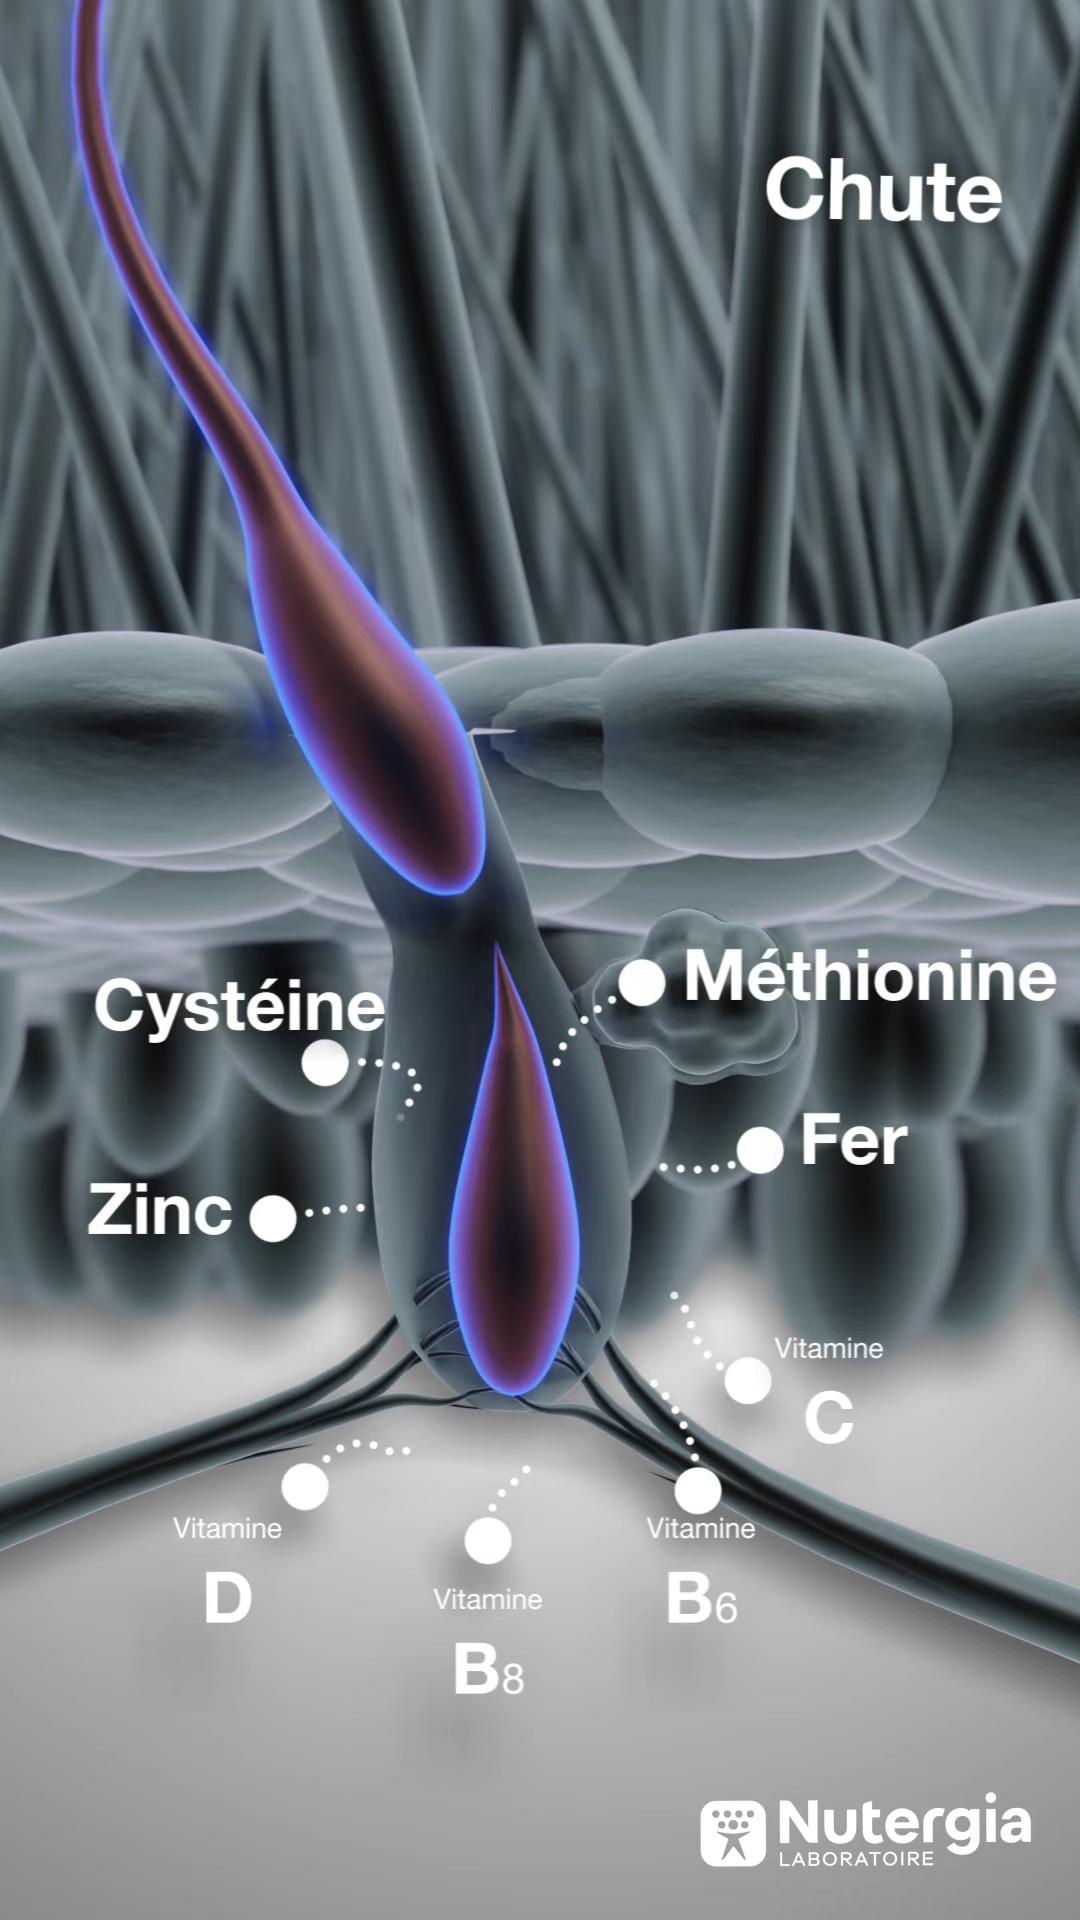 Chute
Cystéine
Méthionine
Fer
Zinc
Vitamine
C
Vitamine
D
Vitamine
B8
Vitamine
B6
Nutergia
LABORATOIRE